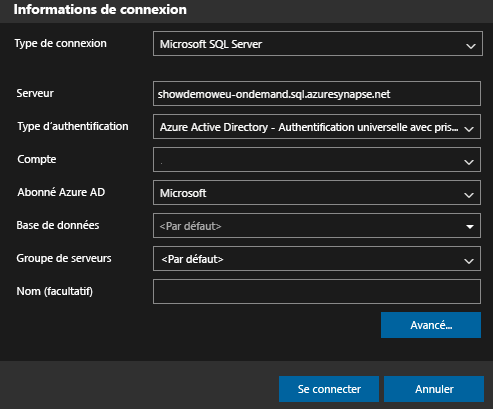 Informations de connexion
Type de connexion Microsoft SQL Server
Serveur showdemoweu-ondemand.sql.azuresynapse.net
Type d'authentification Azure Active Directory - Authentification universelle avec pris...
Compte
Abonné Azure AD Microsoft
Base de données <Par défaut>
Groupe de serveurs <Par défaut>
Nom (facultatif)
Avancé...
Se connecter Annuler